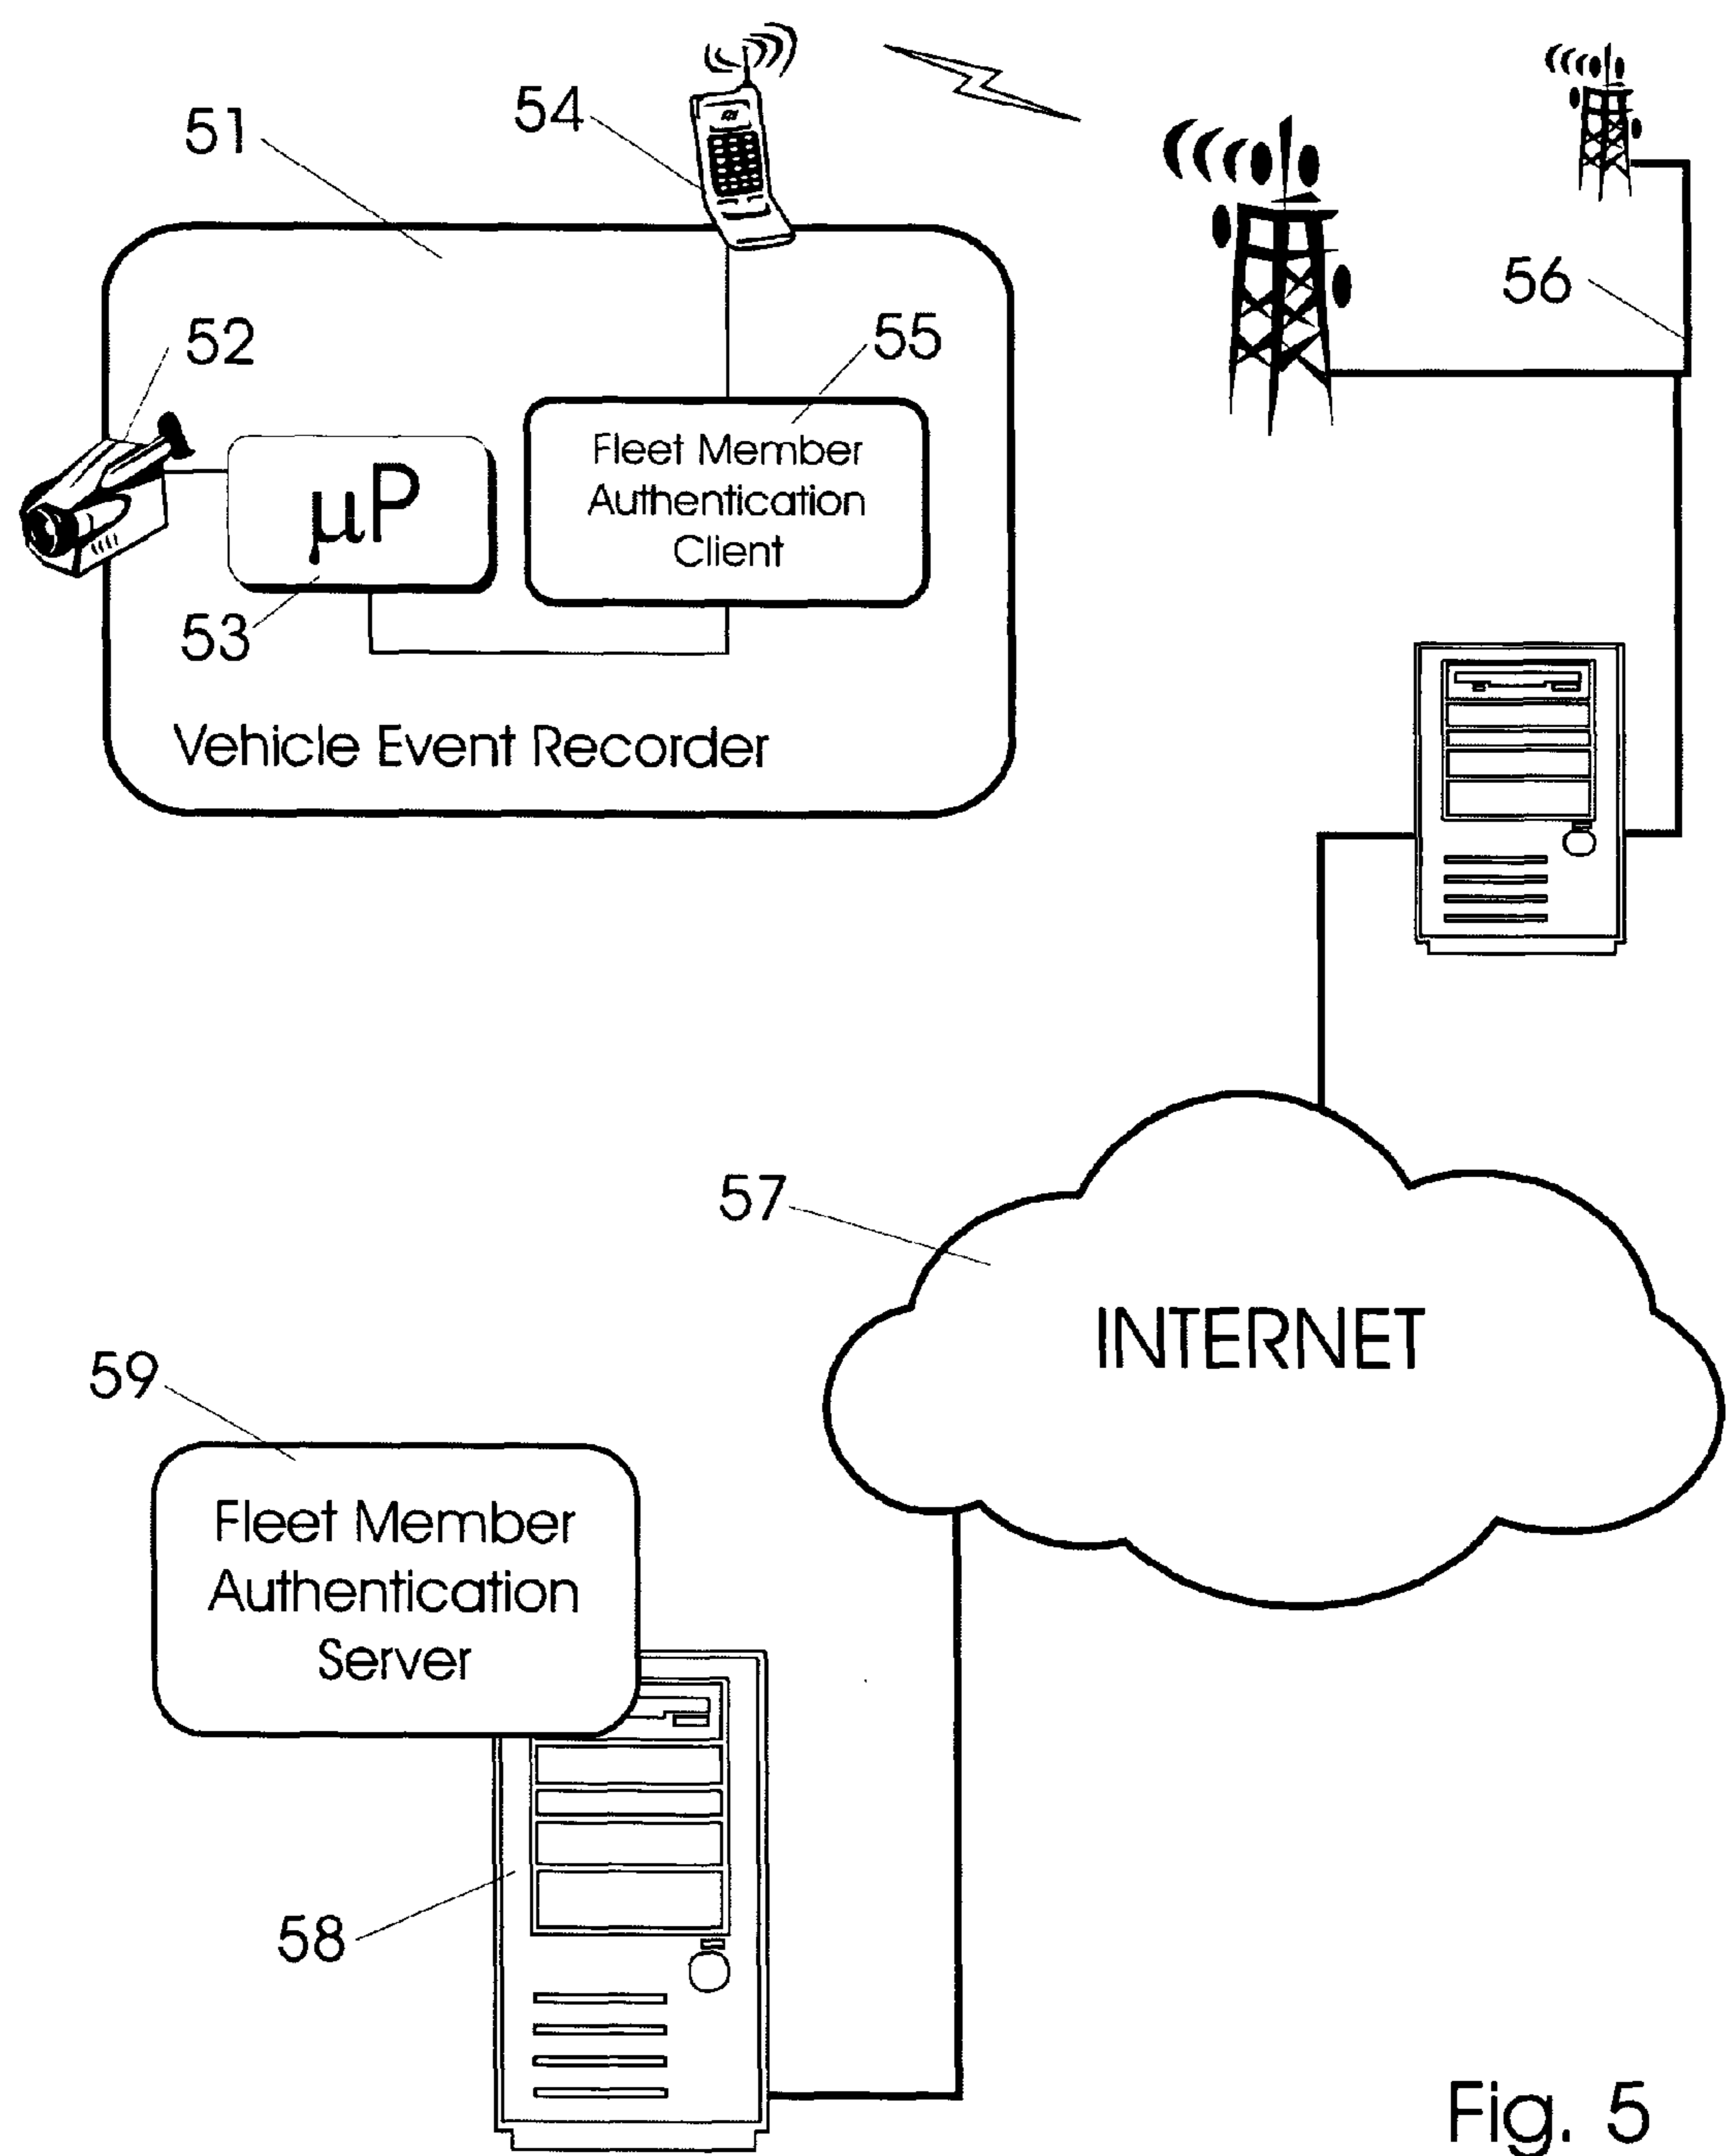 54
51
56
52
55
Fleet Member
Authentication
Client
µP
53
Vehicle Event Recorder
57
INTERNET
59
Fleet Member
Authentication
Server
58
Fig. 5